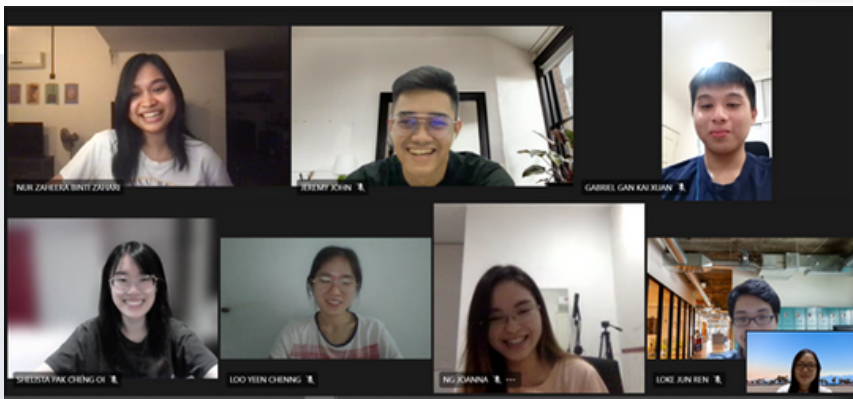 NUR ZAHEERA BINTI ZAHARI
JEREMY JOHN
GABRIEL GAN KAI XUAN
SHELISTA PAK CHENG OI
LOO YEEN CHENNG
NG JOANNA
LOKE JUN REN